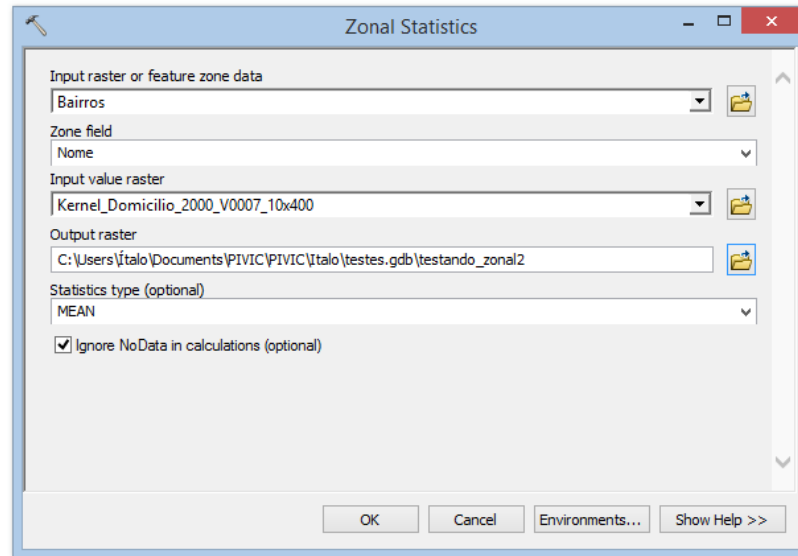 Zonal Statistics
Input raster or feature zone data
Bairros
Zone field
Nome
Input value raster
Kernel_Domicilio_2000_V0007_10x400
Output raster
C:\Users\Ítalo\Documents\PIVIC\PIVIC\Italo\testes.gdb\testando_zonal2
Statistics type (optional)
MEAN
Ignore NoData in calculations (optional)
OK Cancel Environments... Show Help >>